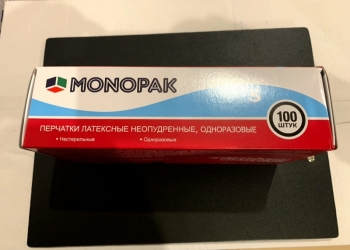 MONOPAK
100
ШТУК
ПЕРЧАТКИ ЛАТЕКСНЫЕ НЕОПУДРЕННЫЕ, ОДНОРАЗОВЫЕ
• Нестерильные • Одноразовые